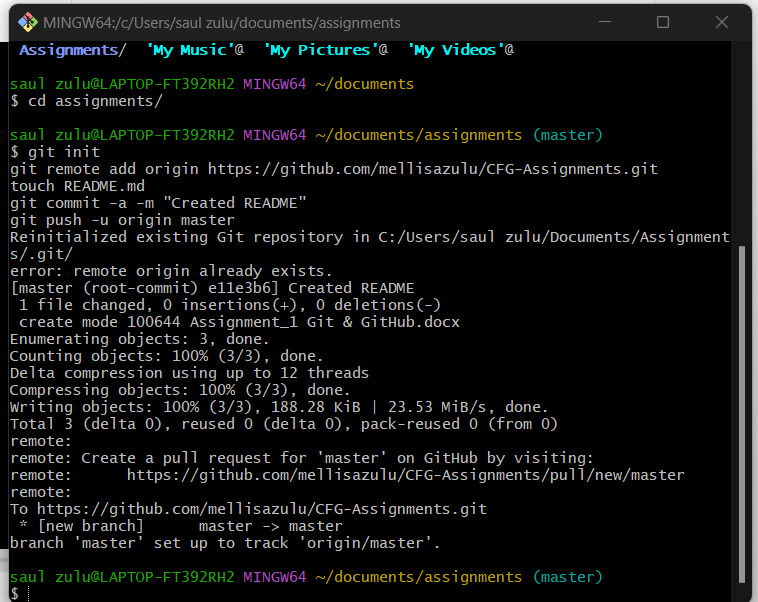 MINGW64:/c/Users/saul zulu/documents/assignments
Assignments/  'My Music'@  'My Pictures'@  'My Videos'@
saul zulu@LAPTOP-FT392RH2 MINGW64 ~/documents
$ cd assignments/
saul zulu@LAPTOP-FT392RH2 MINGW64 ~/documents/assignments (master)
$ git init
git remote add origin https://github.com/mellisazulu/CFG-Assignments.git
touch README.md
git commit -a -m "Created README"
git push -u origin master
Reinitialized existing Git repository in C:/Users/saul zulu/Documents/Assignment
s/.git/
error: remote origin already exists.
[master (root-commit) e11e3b6] Created README
 1 file changed, 0 insertions(+), 0 deletions(-)
 create mode 100644 Assignment_1 Git & GitHub.docx
Enumerating objects: 3, done.
Counting objects: 100% (3/3), done.
Delta compression using up to 12 threads
Compressing objects: 100% (3/3), done.
Writing objects: 100% (3/3), 188.28 KiB | 23.53 MiB/s, done.
Total 3 (delta 0), reused 0 (delta 0), pack-reused 0 (from 0)
remote:
remote: Create a pull request for 'master' on GitHub by visiting:
remote:      https://github.com/mellisazulu/CFG-Assignments/pull/new/master
remote:
To https://github.com/mellisazulu/CFG-Assignments.git
 * [new branch]      master -> master
branch 'master' set up to track 'origin/master'.
saul zulu@LAPTOP-FT392RH2 MINGW64 ~/documents/assignments (master)
$